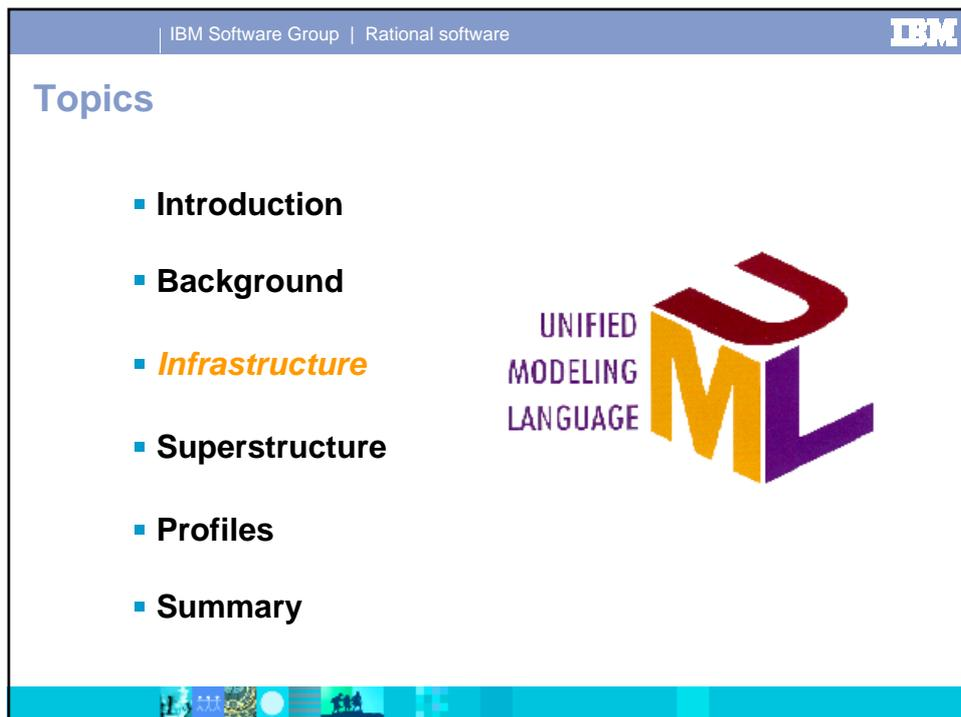 IBM Software Group | Rational software
IBM
Topics
Introduction
Background
Infrastructure
Superstructure
Profiles
Summary
UNIFIED
MODELING
LANGUAGE
UML